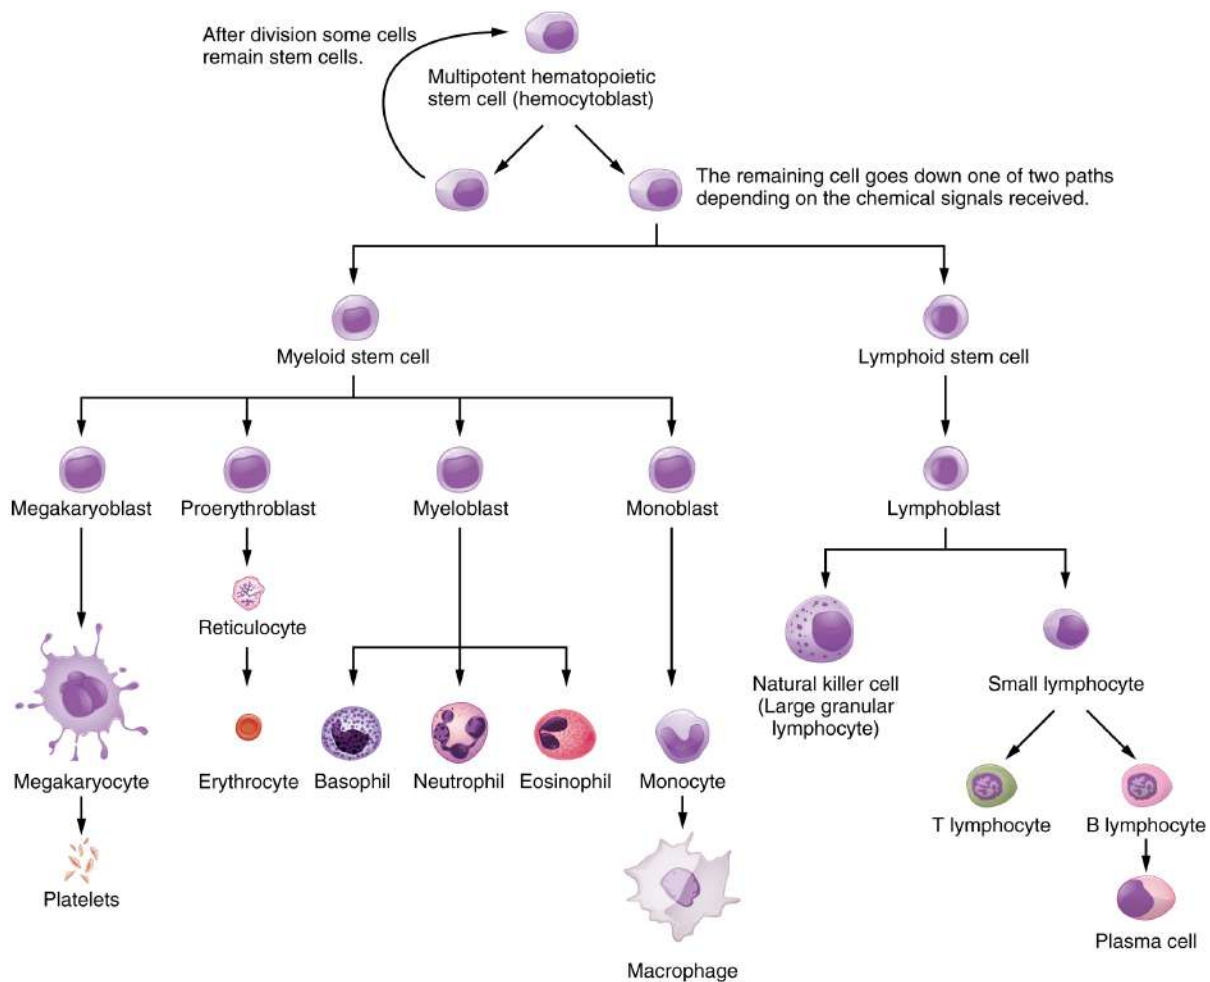 After division some cells
remain stem cells.
Multipotent hematopoietic
stem cell (hemocytoblast)
The remaining cell goes down one of two paths
depending on the chemical signals received.
Myeloid stem cell
Lymphoid stem cell
Megakaryoblast
Proerythroblast
Myeloblast
Monoblast
Lymphoblast
Reticulocyte
Natural killer cell
(Large granular
lymphocyte)
Small lymphocyte
Megakaryocyte
Erythrocyte
Basophil
Neutrophil
Eosinophil
Monocyte
T lymphocyte
B lymphocyte
Platelets
Plasma cell
Macrophage